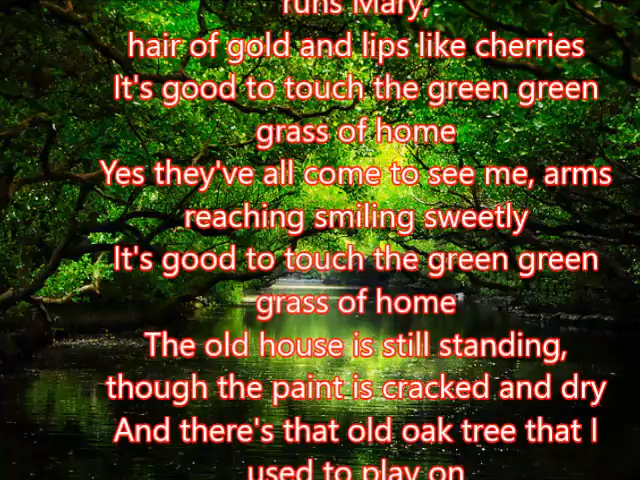 runs Mary,
hair of gold and lips like cherries
It's good to touch the green green
grass of home
Yes they've all come to see me, arms
reaching smiling sweetly
It's good to touch the green green
grass of home
The old house is still standing,
though the paint is cracked and dry
And there's that old oak tree that I
used to play on